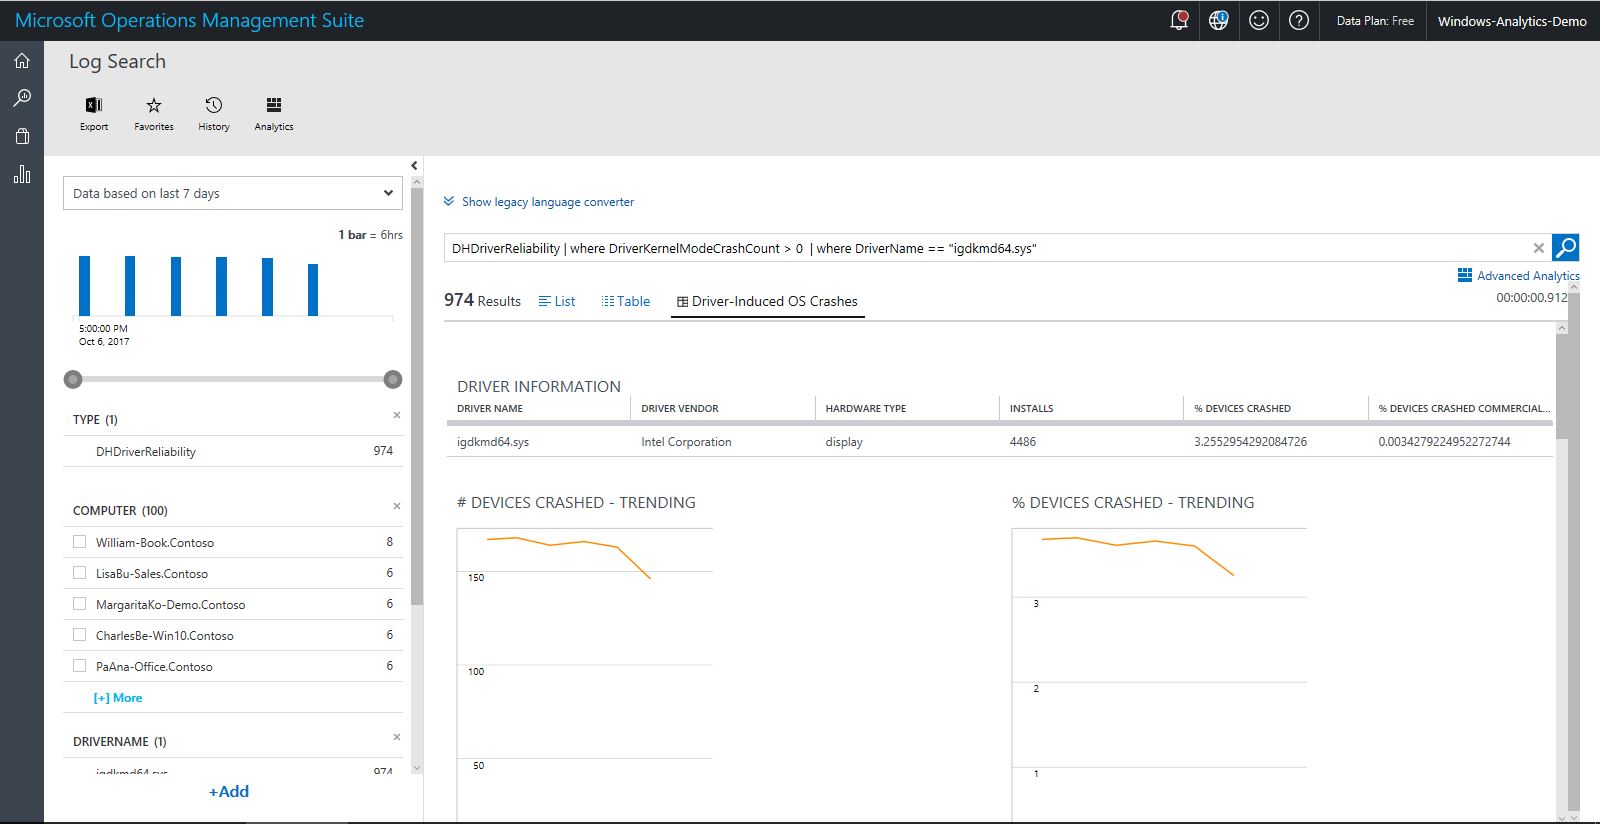 Microsoft Operations Management Suite
Data Plan: Free
Windows-Analytics-Demo
Log Search
Export
Favorites
History
Analytics
Data based on last 7 days
1 bar = 6hrs
5:00:00 PM
Oct 6, 2017
TYPE (1)
DHDriverReliability 974
COMPUTER (100)
William-Book.Contoso 8
LisaBu-Sales.Contoso 6
MargaritaKo-Demo.Contoso 6
CharlesBe-Win10.Contoso 6
PaAna-Office.Contoso 6
[+] More
DRIVERNAME (1)
igdkmd64.sys 974
+Add
Show legacy language converter
DHDriverReliability | where DriverKernelModeCrashCount > 0 | where DriverName == "igdkmd64.sys"
Advanced Analytics
974 Results List Table Driver-Induced OS Crashes
00:00:00.912
DRIVER INFORMATION
DRIVER NAME DRIVER VENDOR HARDWARE TYPE INSTALLS % DEVICES CRASHED % DEVICES CRASHED COMMERCIAL...
igdkmd64.sys Intel Corporation display 4486 3.2552954292084726 0.0034279224952272744
# DEVICES CRASHED - TRENDING
150
100
50
% DEVICES CRASHED - TRENDING
3
2
1